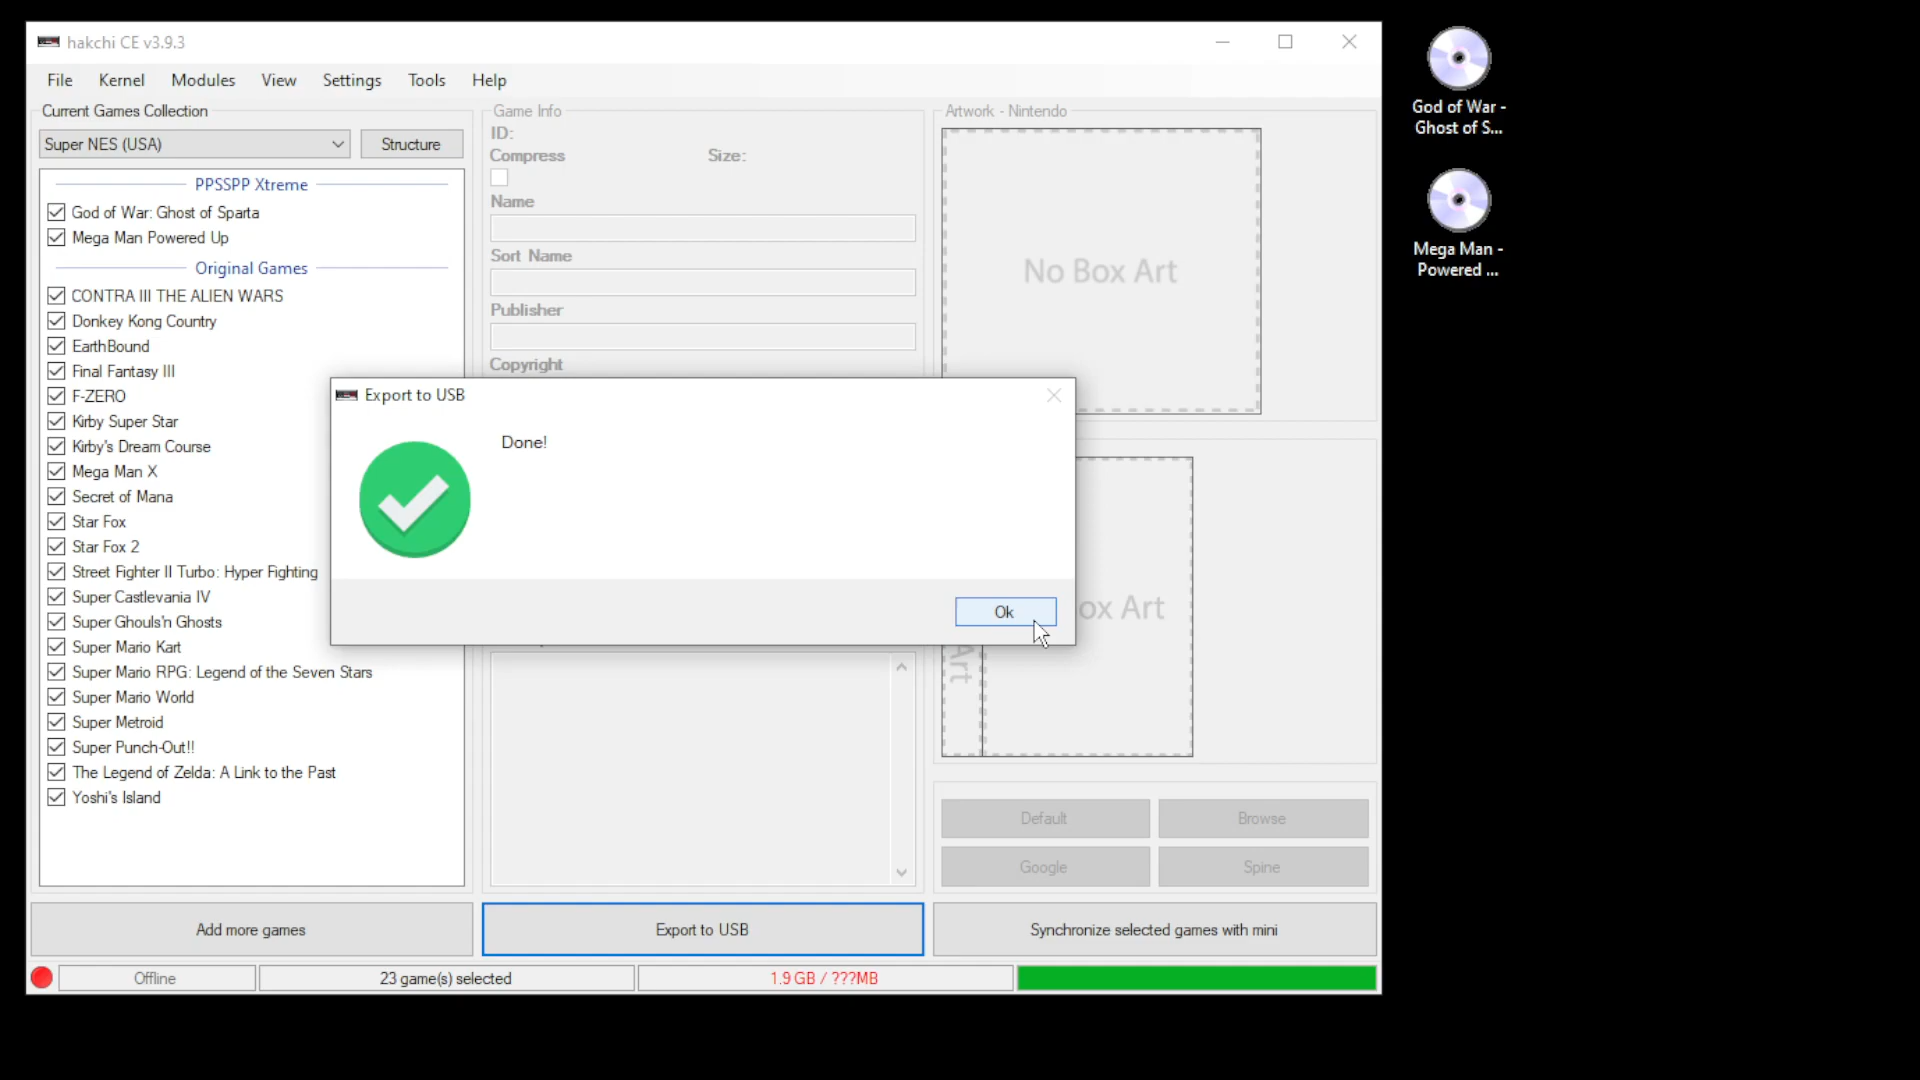 hakchi CE v3.9.3
File Kernel Modules View Settings Tools Help
Current Games Collection
Super NES (USA)
Structure
PPSSPP Xtreme
God of War: Ghost of Sparta
Mega Man Powered Up
Original Games
CONTRA III THE ALIEN WARS
Donkey Kong Country
EarthBound
Final Fantasy III
F-ZERO
Kirby Super Star
Kirby's Dream Course
Mega Man X
Secret of Mana
Star Fox
Star Fox 2
Street Fighter II Turbo: Hyper Fighting
Super Castlevania IV
Super Ghouls'n Ghosts
Super Mario Kart
Super Mario RPG: Legend of the Seven Stars
Super Mario World
Super Metroid
Super Punch-Out!!
The Legend of Zelda: A Link to the Past
Yoshi's Island
Game Info
ID:
Compress
Size:
Name
Sort Name
Publisher
Copyright
Artwork - Nintendo
No Box Art
Export to USB
Done!
Ok
ox Art
Art
Default
Browse
Google
Spine
Add more games
Export to USB
Synchronize selected games with mini
Offline
23 game(s) selected
1.9 GB / ???MB
God of War -
Ghost of S...
Mega Man -
Powered ...